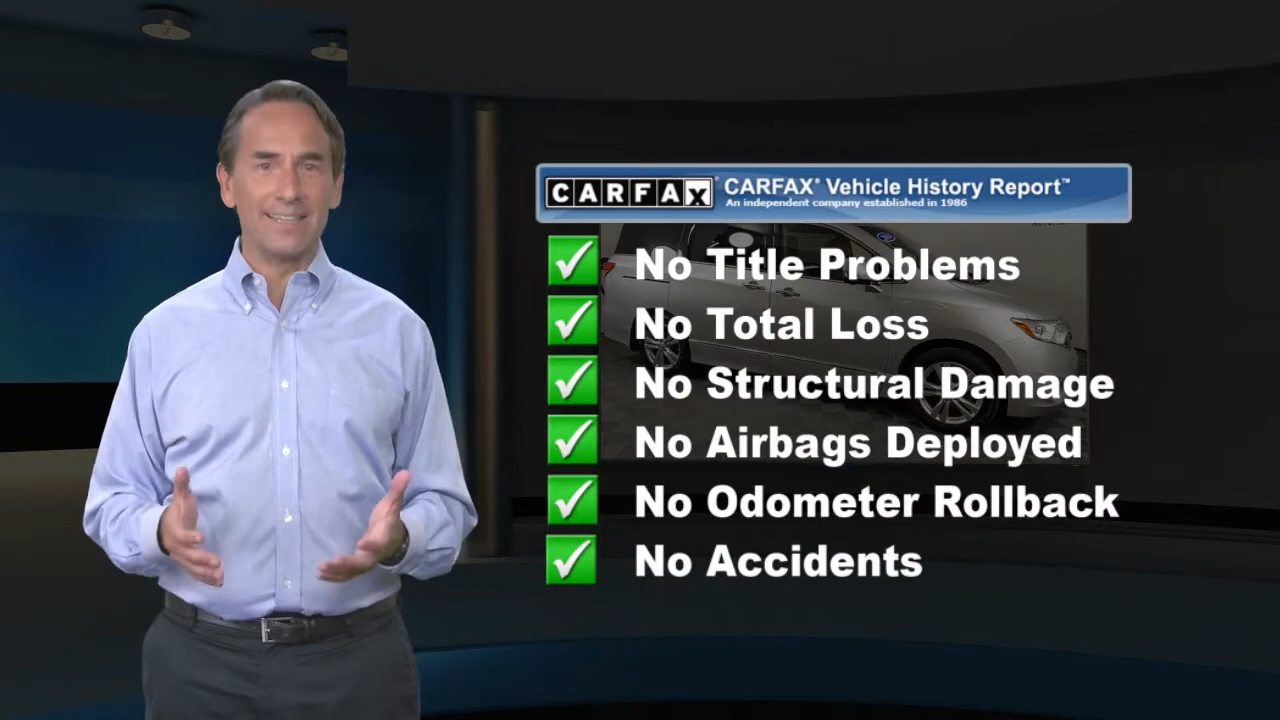 CARFAX
CARFAX® Vehicle History Report™
An independent company established in 1986
No Title Problems
No Total Loss
No Structural Damage
No Airbags Deployed
No Odometer Rollback
No Accidents